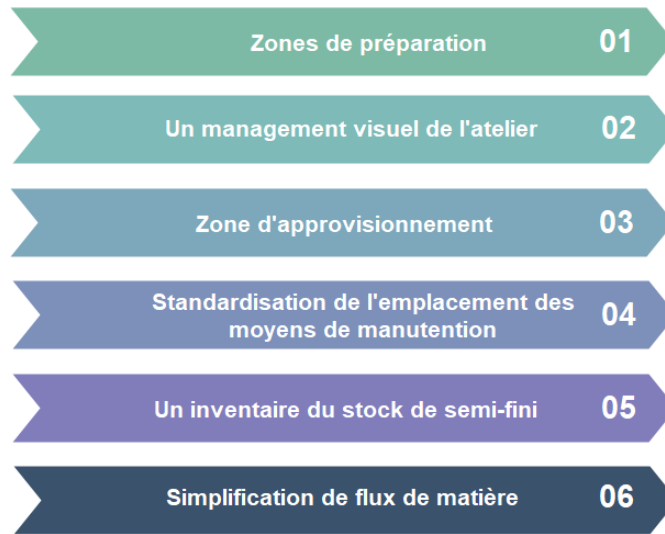 Zones de préparation 01
Un management visuel de l'atelier 02
Zone d'approvisionnement 03
Standardisation de l'emplacement des
moyens de manutention 04
Un inventaire du stock de semi-fini 05
Simplification de flux de matière 06